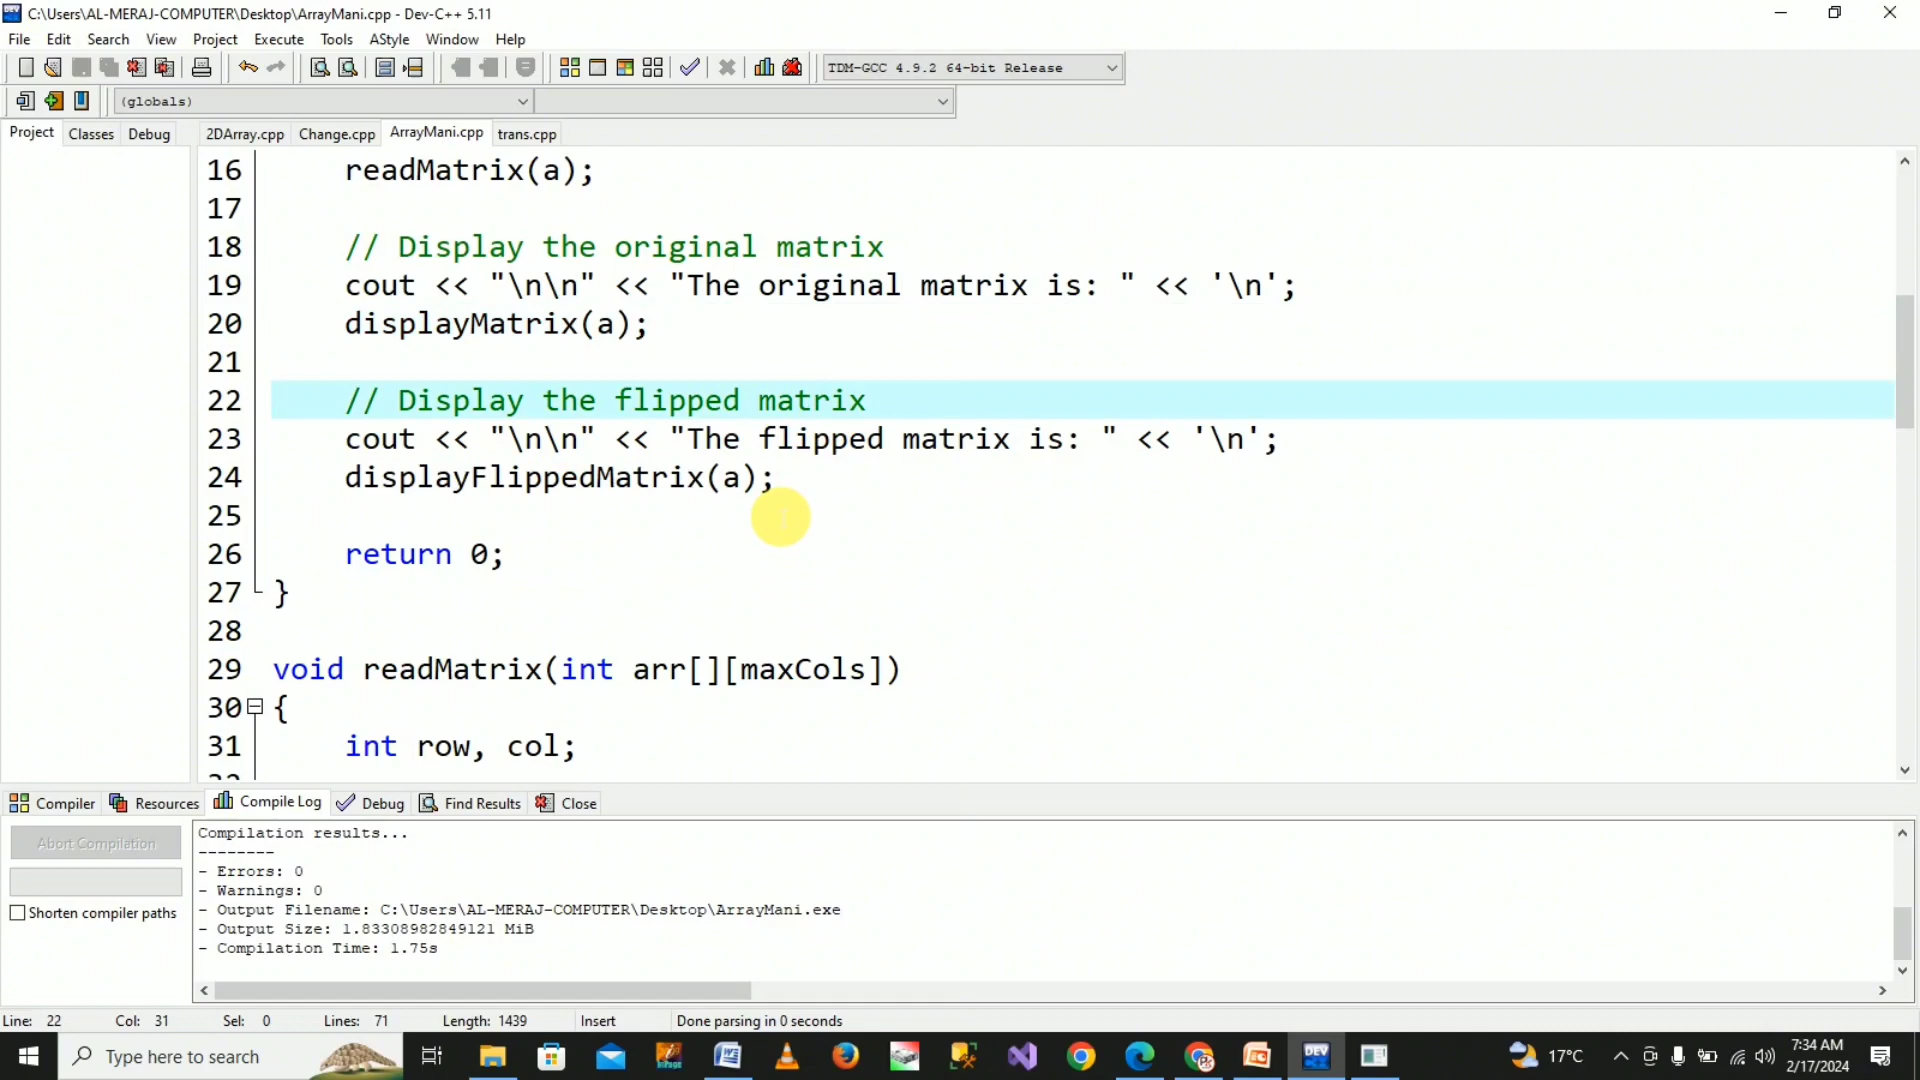 C:\Users\AL-MERAJ-COMPUTER\Desktop\ArrayMani.cpp - Dev-C++ 5.11
File Edit Search View Project Execute Tools AStyle Window Help
TDM-GCC 4.9.2 64-bit Release
(globals)
Project Classes Debug 2DArray.cpp Change.cpp ArrayMani.cpp trans.cpp
16 readMatrix(a);
17
18 // Display the original matrix
19 cout << "\n\n" << "The original matrix is: " << '\n';
20 displayMatrix(a);
21
22 // Display the flipped matrix
23 cout << "\n\n" << "The flipped matrix is: " << '\n';
24 displayFlippedMatrix(a);
25
26 return 0;
27 }
28
29 void readMatrix(int arr[][maxCols])
30 {
31 int row, col;
Compiler Resources Compile Log Debug Find Results Close
Abort Compilation
Shorten compiler paths
Compilation results...
--------
- Errors: 0
- Warnings: 0
- Output Filename: C:\Users\AL-MERAJ-COMPUTER\Desktop\ArrayMani.exe
- Output Size: 1.83308982849121 MiB
- Compilation Time: 1.75s
Line: 22 Col: 31 Sel: 0 Lines: 71 Length: 1439 Insert Done parsing in 0 seconds
Type here to search
DEV
17°C
7:34 AM
2/17/2024